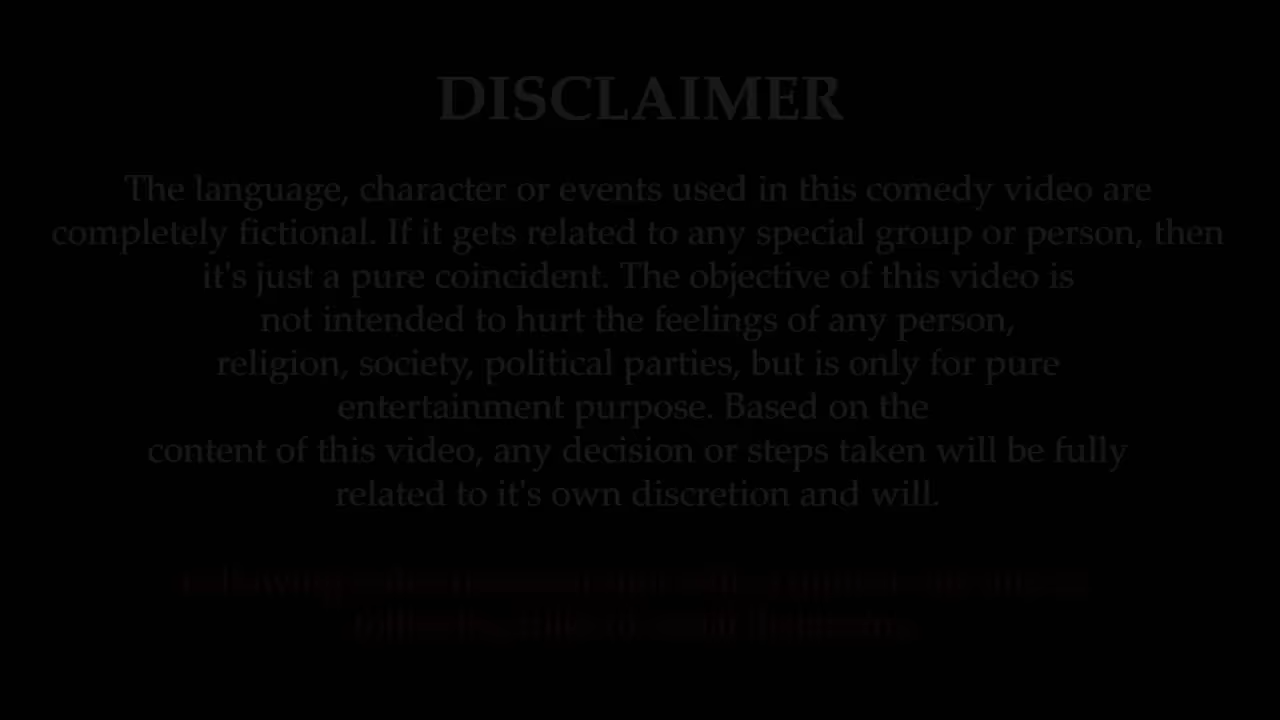 DISCLAIMER
The language, character or events used in this comedy video are
completely fictional. If it gets related to any special group or person, then
it's just a pure coincident. The objective of this video is
not intended to hurt the feelings of any person,
religion, society, political parties, but is only for pure
entertainment purpose. Based on the
content of this video, any decision or steps taken will be fully
related to it's own discretion and will.